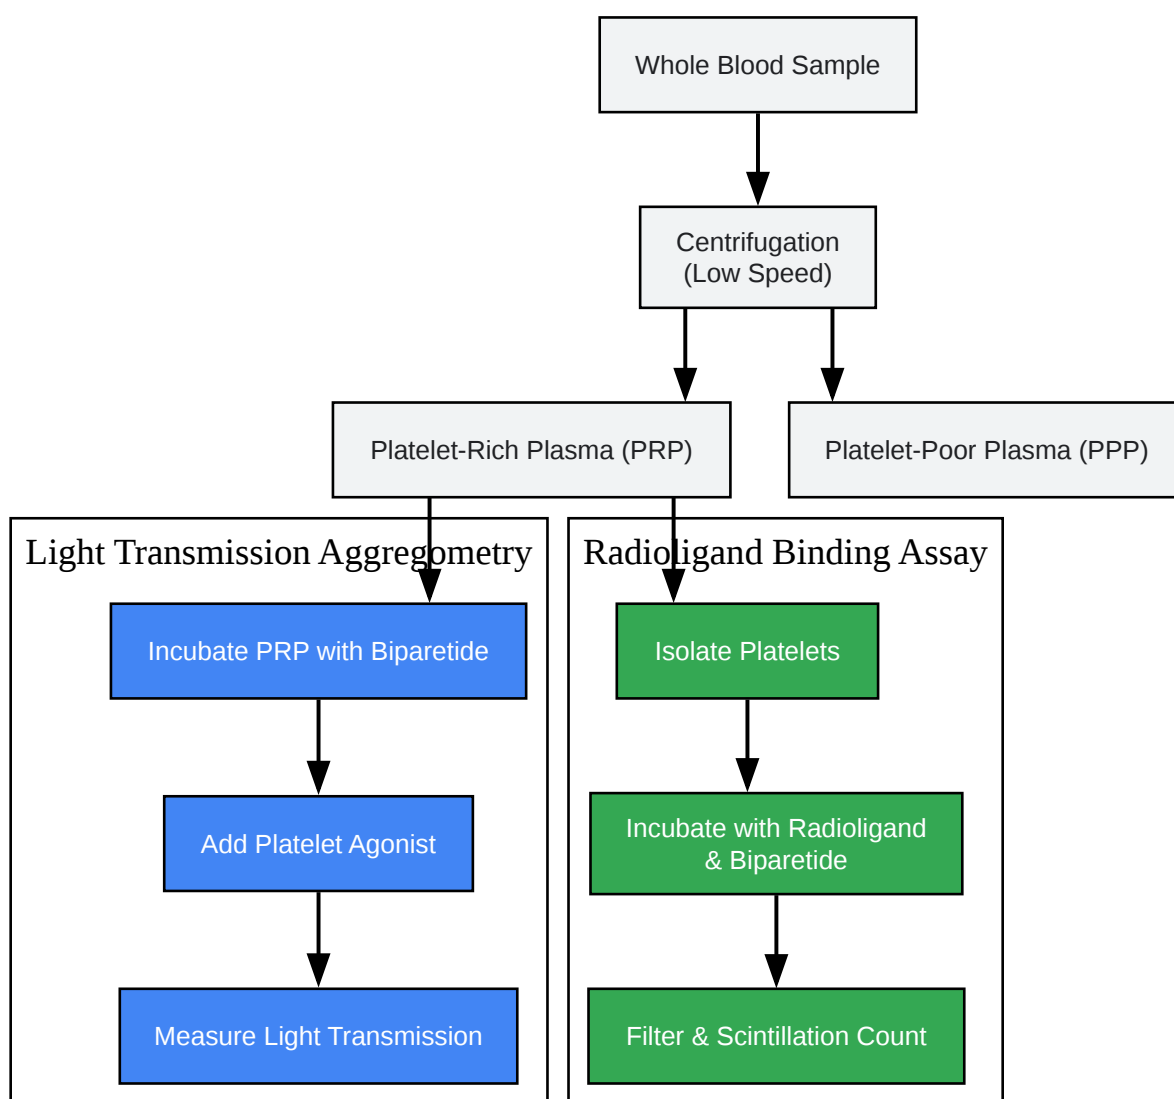 Whole Blood Sample
Centrifugation
(Low Speed)
Platelet-Rich Plasma (PRP)
Platelet-Poor Plasma (PPP)
Light Transmission Aggregometry
Incubate PRP with Biparetide
Add Platelet Agonist
Measure Light Transmission
Radioligand Binding Assay
Isolate Platelets
Incubate with Radioligand
& Biparetide
Filter & Scintillation Count